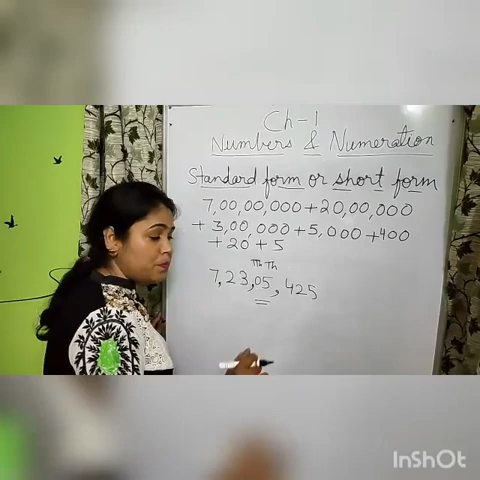 Ch-1
Numbers & Numeration
Standard form or short form
7,00,00,000+20,00,000
+ 3,00,000+5,000+400
+20+5
TTh Th
7,23,05,425
InShOt